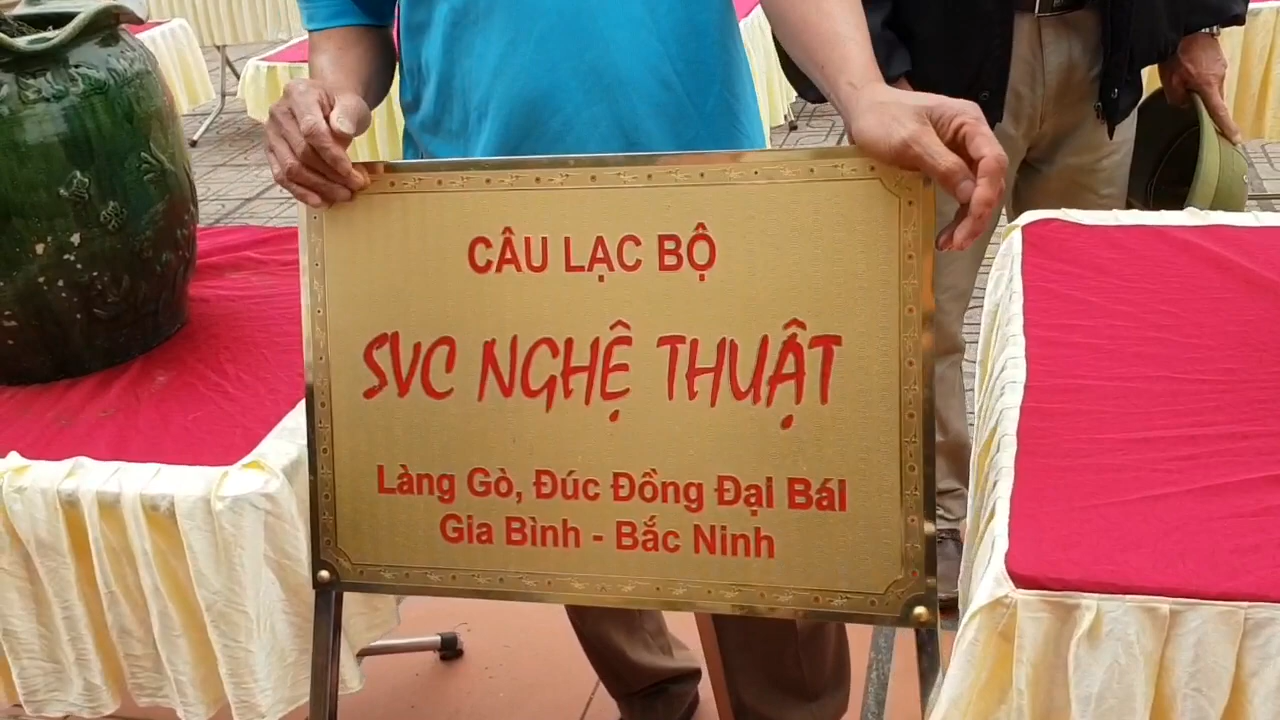 CÂU LẠC BỘ
SVC NGHỆ THUẬT
Làng Gò, Đúc Đồng Đại Bái
Gia Bình - Bắc Ninh